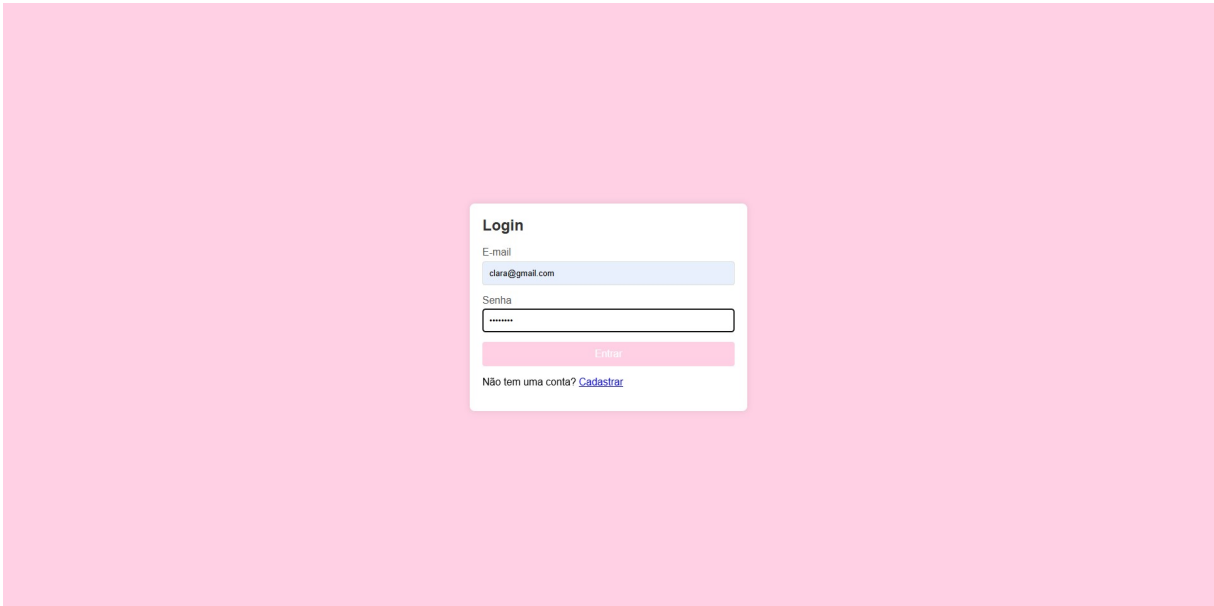 Login
E-mail
clara@gmail.com
Senha
••••••••
Entrar
Não tem uma conta? Cadastrar